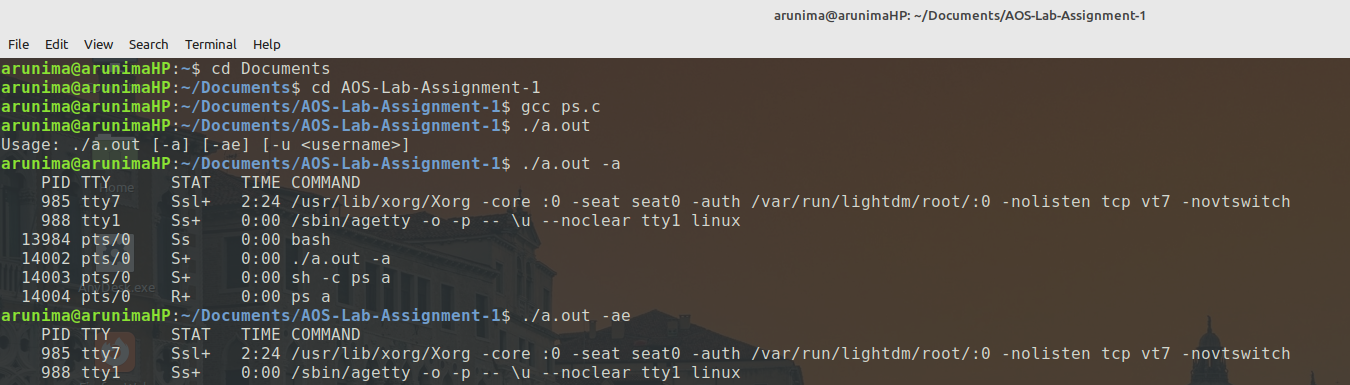 arunima@arunimaHP: ~/Documents/AOS-Lab-Assignment-1
File Edit View Search Terminal Help
arunima@arunimaHP:~$ cd Documents
arunima@arunimaHP:~/Documents$ cd AOS-Lab-Assignment-1
arunima@arunimaHP:~/Documents/AOS-Lab-Assignment-1$ gcc ps.c
arunima@arunimaHP:~/Documents/AOS-Lab-Assignment-1$ ./a.out
Usage: ./a.out [-a] [-ae] [-u <username>]
arunima@arunimaHP:~/Documents/AOS-Lab-Assignment-1$ ./a.out -a
    PID TTY      STAT   TIME COMMAND
    985 tty7     Ssl+   2:24 /usr/lib/xorg/Xorg -core :0 -seat seat0 -auth /var/run/lightdm/root/:0 -nolisten tcp vt7 -novtswitch
    988 tty1     Ss+    0:00 /sbin/agetty -o -p -- \u --noclear tty1 linux
  13984 pts/0    Ss     0:00 bash
  14002 pts/0    S+     0:00 ./a.out -a
  14003 pts/0    S+     0:00 sh -c ps a
  14004 pts/0    R+     0:00 ps a
arunima@arunimaHP:~/Documents/AOS-Lab-Assignment-1$ ./a.out -ae
    PID TTY      STAT   TIME COMMAND
    985 tty7     Ssl+   2:24 /usr/lib/xorg/Xorg -core :0 -seat seat0 -auth /var/run/lightdm/root/:0 -nolisten tcp vt7 -novtswitch
    988 tty1     Ss+    0:00 /sbin/agetty -o -p -- \u --noclear tty1 linux
Home
AnyDesk.exe